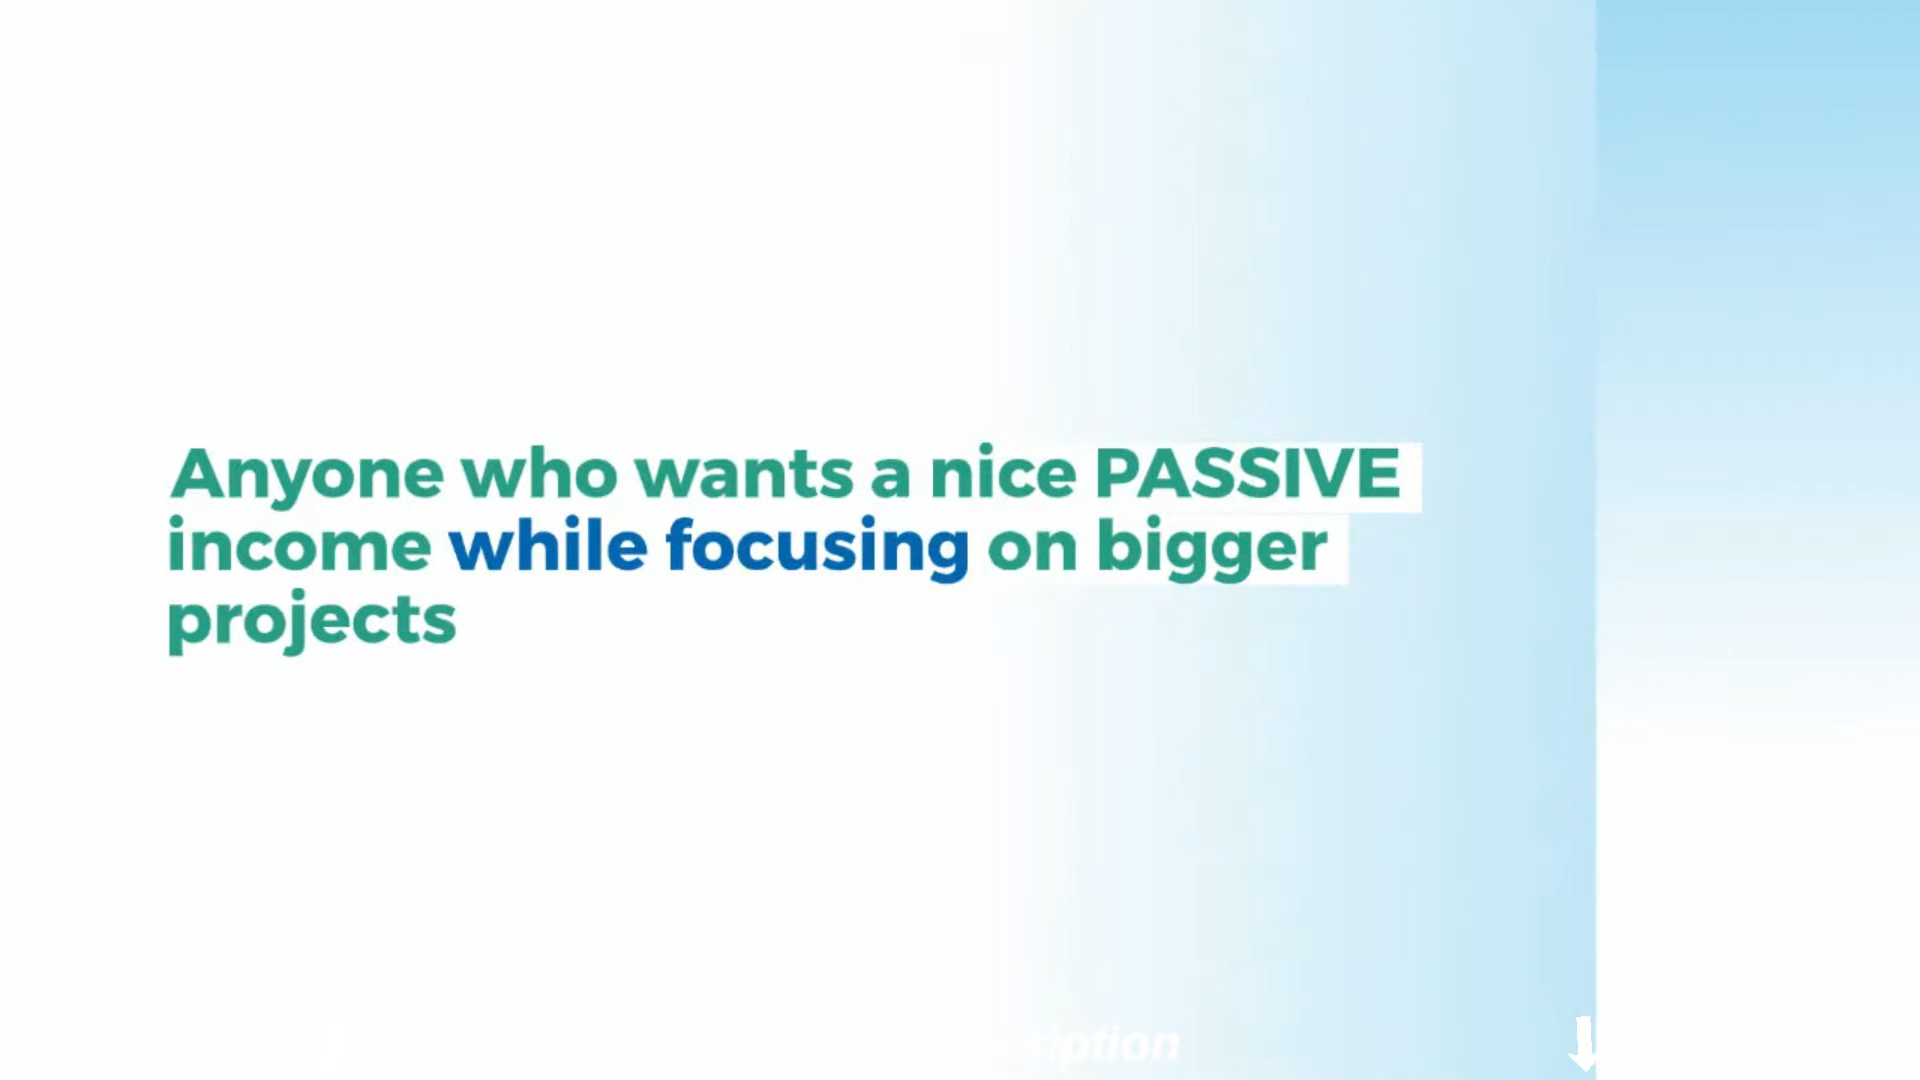 Anyone who wants a nice PASSIVE
income while focusing on bigger
projects